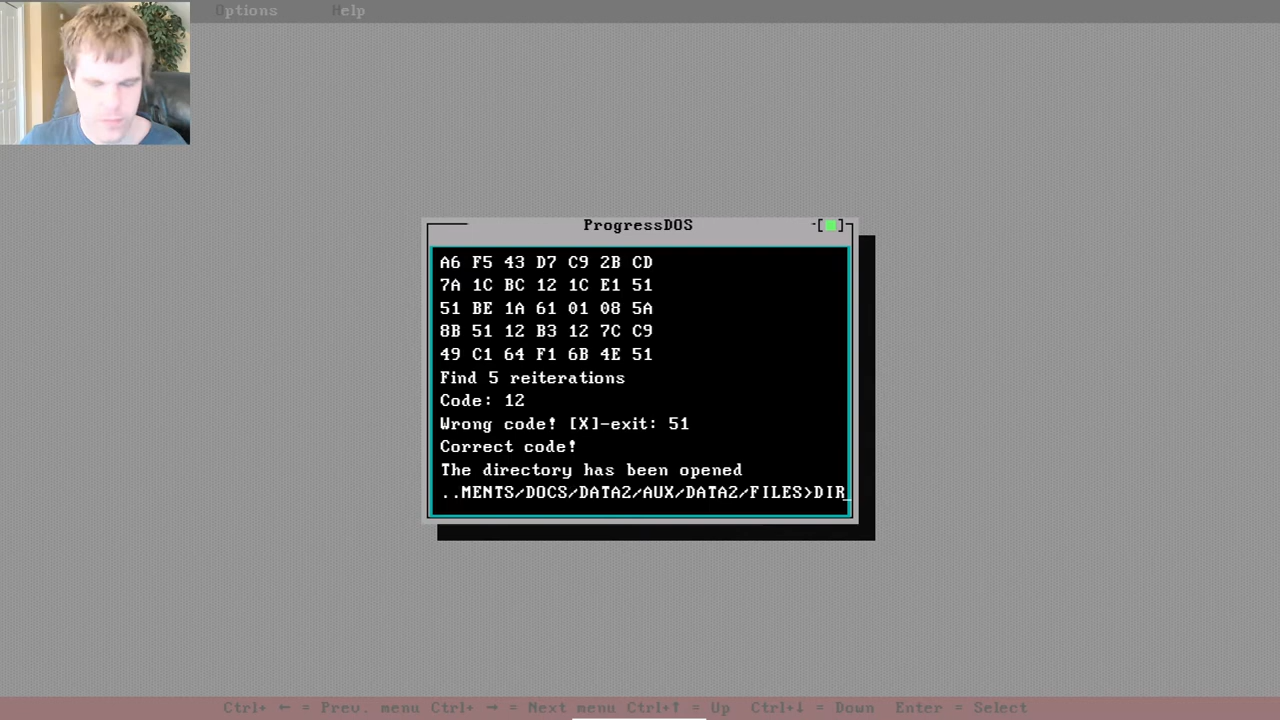 Options Help
ProgressDOS
A6 F5 43 D7 C9 2B CD
7A 1C BC 12 1C E1 51
51 BE 1A 61 01 08 5A
8B 51 12 B3 12 7C C9
49 C1 64 F1 6B 4E 51
Find 5 reiterations
Code: 12
Wrong code! [X]-exit: 51
Correct code!
The directory has been opened
..MENTS/DOCS/DATA2/AUX/DATA2/FILES>DIR_
Ctrl+ ← = Prev. menu Ctrl+ → = Next menu Ctrl+↑ = Up Ctrl+↓ = Down Enter = Select